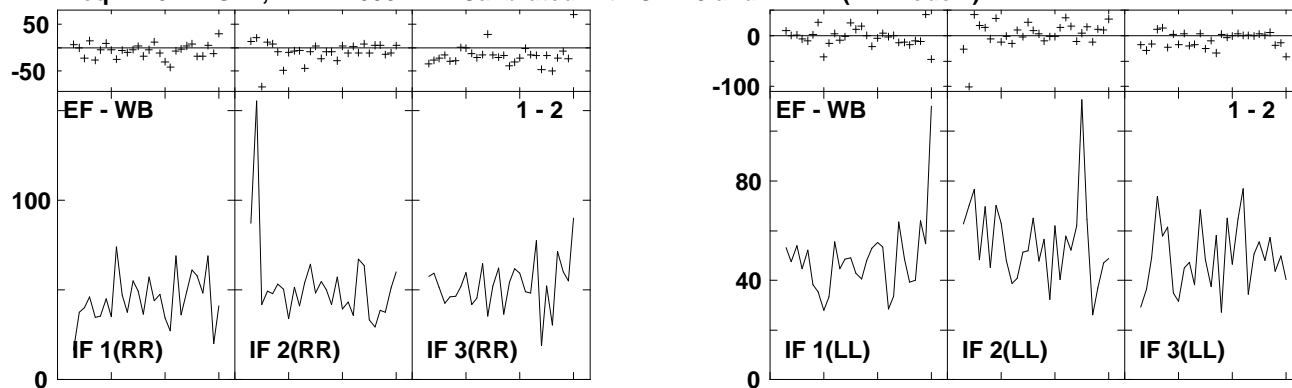 50
-50
EF - WB
1 - 2
100
IF 1(RR)
IF 2(RR)
IF 3(RR)
0
0
-100
EF - WB
1 - 2
80
40
IF 1(LL)
IF 2(LL)
IF 3(LL)
0